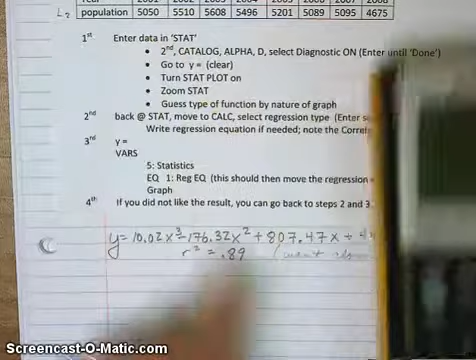 L₂ population 5050 5510 5608 5496 5201 5089 5095 4675
1st Enter data in 'STAT'
• 2nd, CATALOG, ALPHA, D, select Diagnostic ON (Enter until 'Done')
• Go to y = (clear)
• Turn STAT PLOT on
• Zoom STAT
• Guess type of function by nature of graph
2nd back @ STAT, move to CALC, select regression type (Enter
Write regression equation if needed; note the
3rd y =
VARS
5: Statistics
EQ 1: Reg EQ (this should then move the regression
Graph
4th If you did not like the result, you can go back to steps 2 and 3
y=10.02x³-176.32x²+807.47x+
r²=.89
Screencast-O-Matic.com